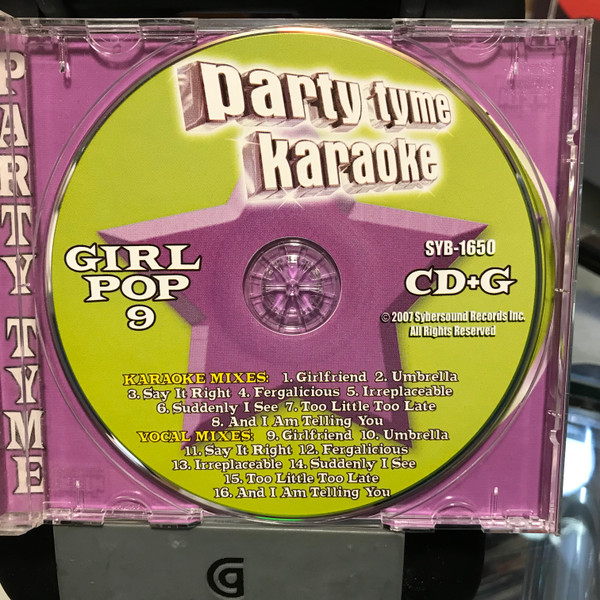 PARTY TYME
party tyme
karaoke
GIRL
POP
9
SYB-1650
CD+G
© 2007 Sybersound Records Inc.
All Rights Reserved
KARAOKE MIXES: 1. Girlfriend 2. Umbrella
3. Say It Right 4. Fergalicious 5. Irreplaceable
6. Suddenly I See 7. Too Little Too Late
8. And I Am Telling You
VOCAL MIXES: 9. Girlfriend 10. Umbrella
11. Say It Right 12. Fergalicious
13. Irreplaceable 14. Suddenly I See
15. Too Little Too Late
16. And I Am Telling You